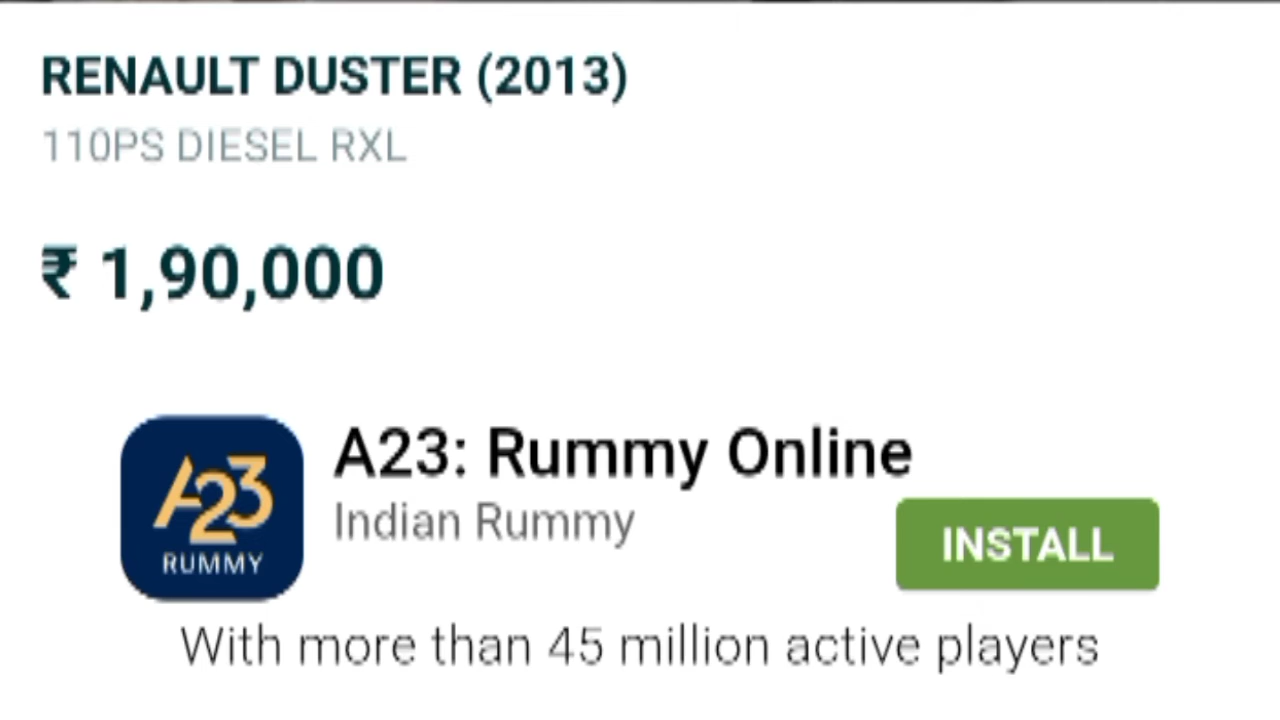 RENAULT DUSTER (2013)
110PS DIESEL RXL
₹ 1,90,000
A23: Rummy Online
Indian Rummy
A23
RUMMY
INSTALL
With more than 45 million active players